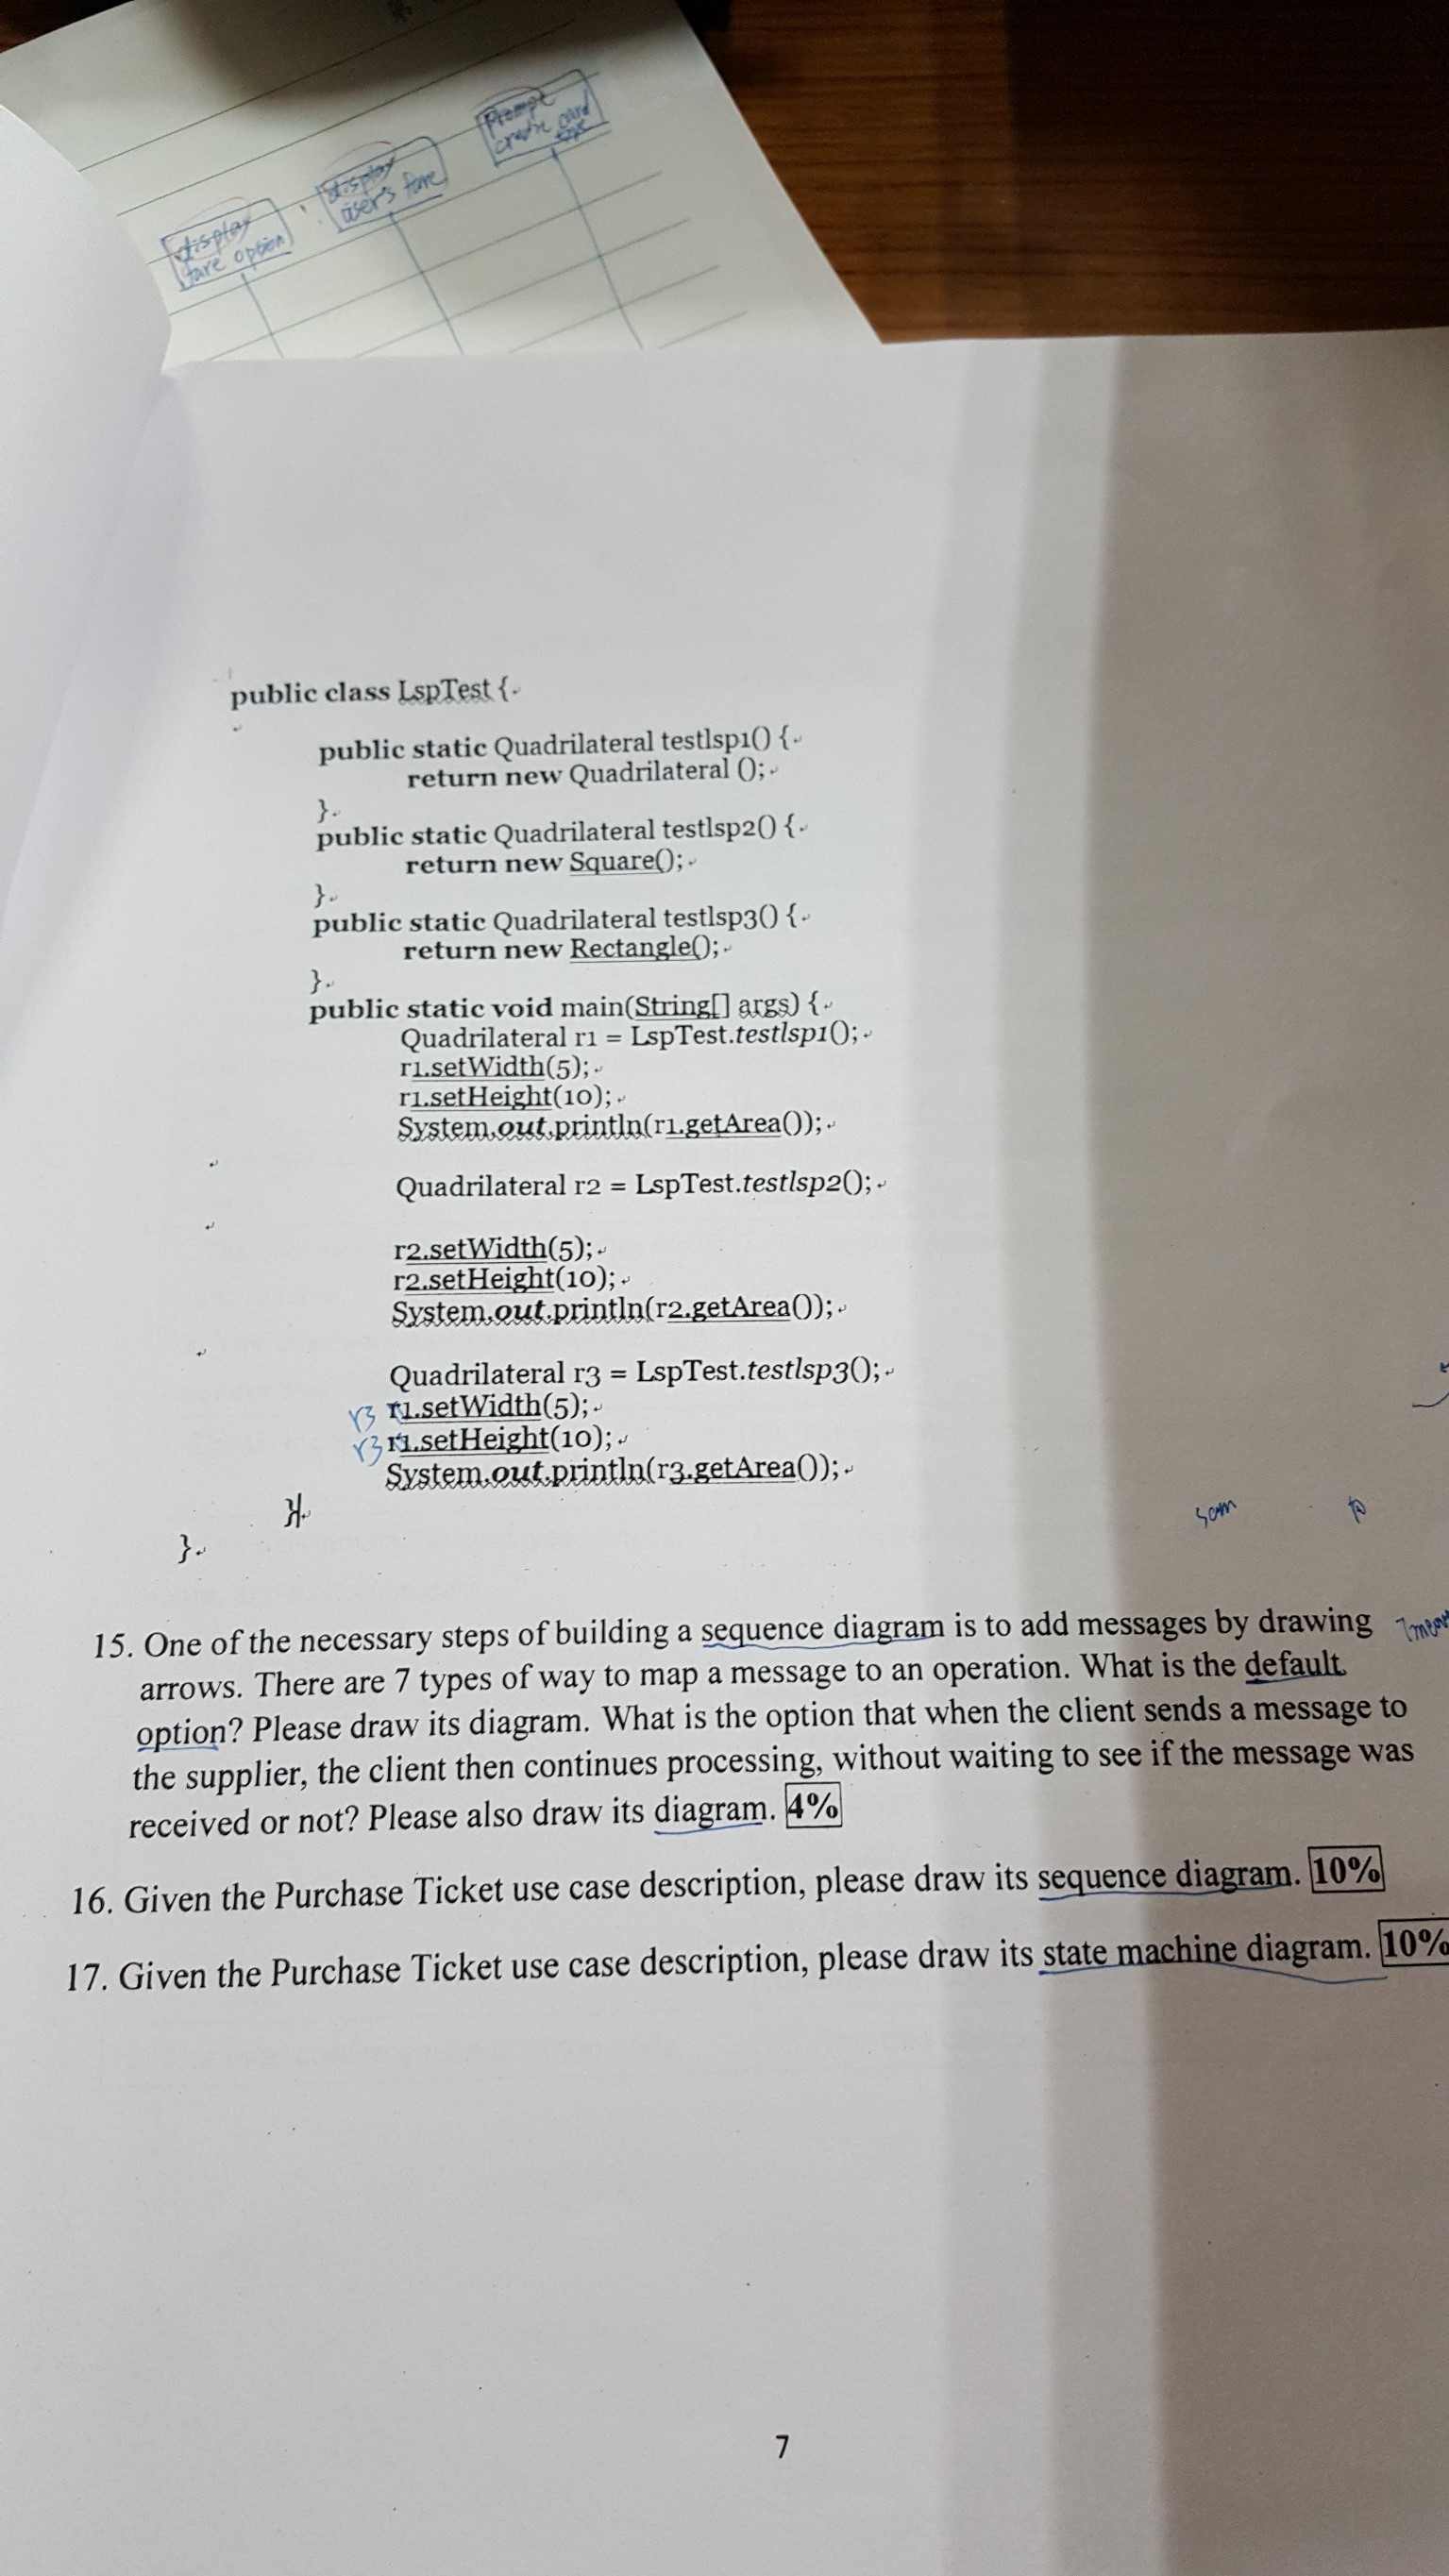 第
Prompt
display
user's fare
display
fare option
public class LspTest {
public static Quadrilateral testlsp1() {
return new Quadrilateral ();
}
public static Quadrilateral testlsp2() {
return new Square();
}
public static Quadrilateral testlsp3() {
return new Rectangle();
}
public static void main(String[] args) {
Quadrilateral r1 = LspTest.testlsp1();
r1.setWidth(5);
r1.setHeight(10);
System.out.println(r1.getArea());
Quadrilateral r2 = LspTest.testlsp2();
r2.setWidth(5);
r2.setHeight(10);
System.out.println(r2.getArea());
Quadrilateral r3 = LspTest.testlsp3();
r3 r1.setWidth(5);
r3 r1.setHeight(10);
System.out.println(r3.getArea());
}
}
15. One of the necessary steps of building a sequence diagram is to add messages by drawing
arrows. There are 7 types of way to map a message to an operation. What is the default
option? Please draw its diagram. What is the option that when the client sends a message to
the supplier, the client then continues processing, without waiting to see if the message was
received or not? Please also draw its diagram. 4%
16. Given the Purchase Ticket use case description, please draw its sequence diagram. 10%
17. Given the Purchase Ticket use case description, please draw its state machine diagram. 10%
7